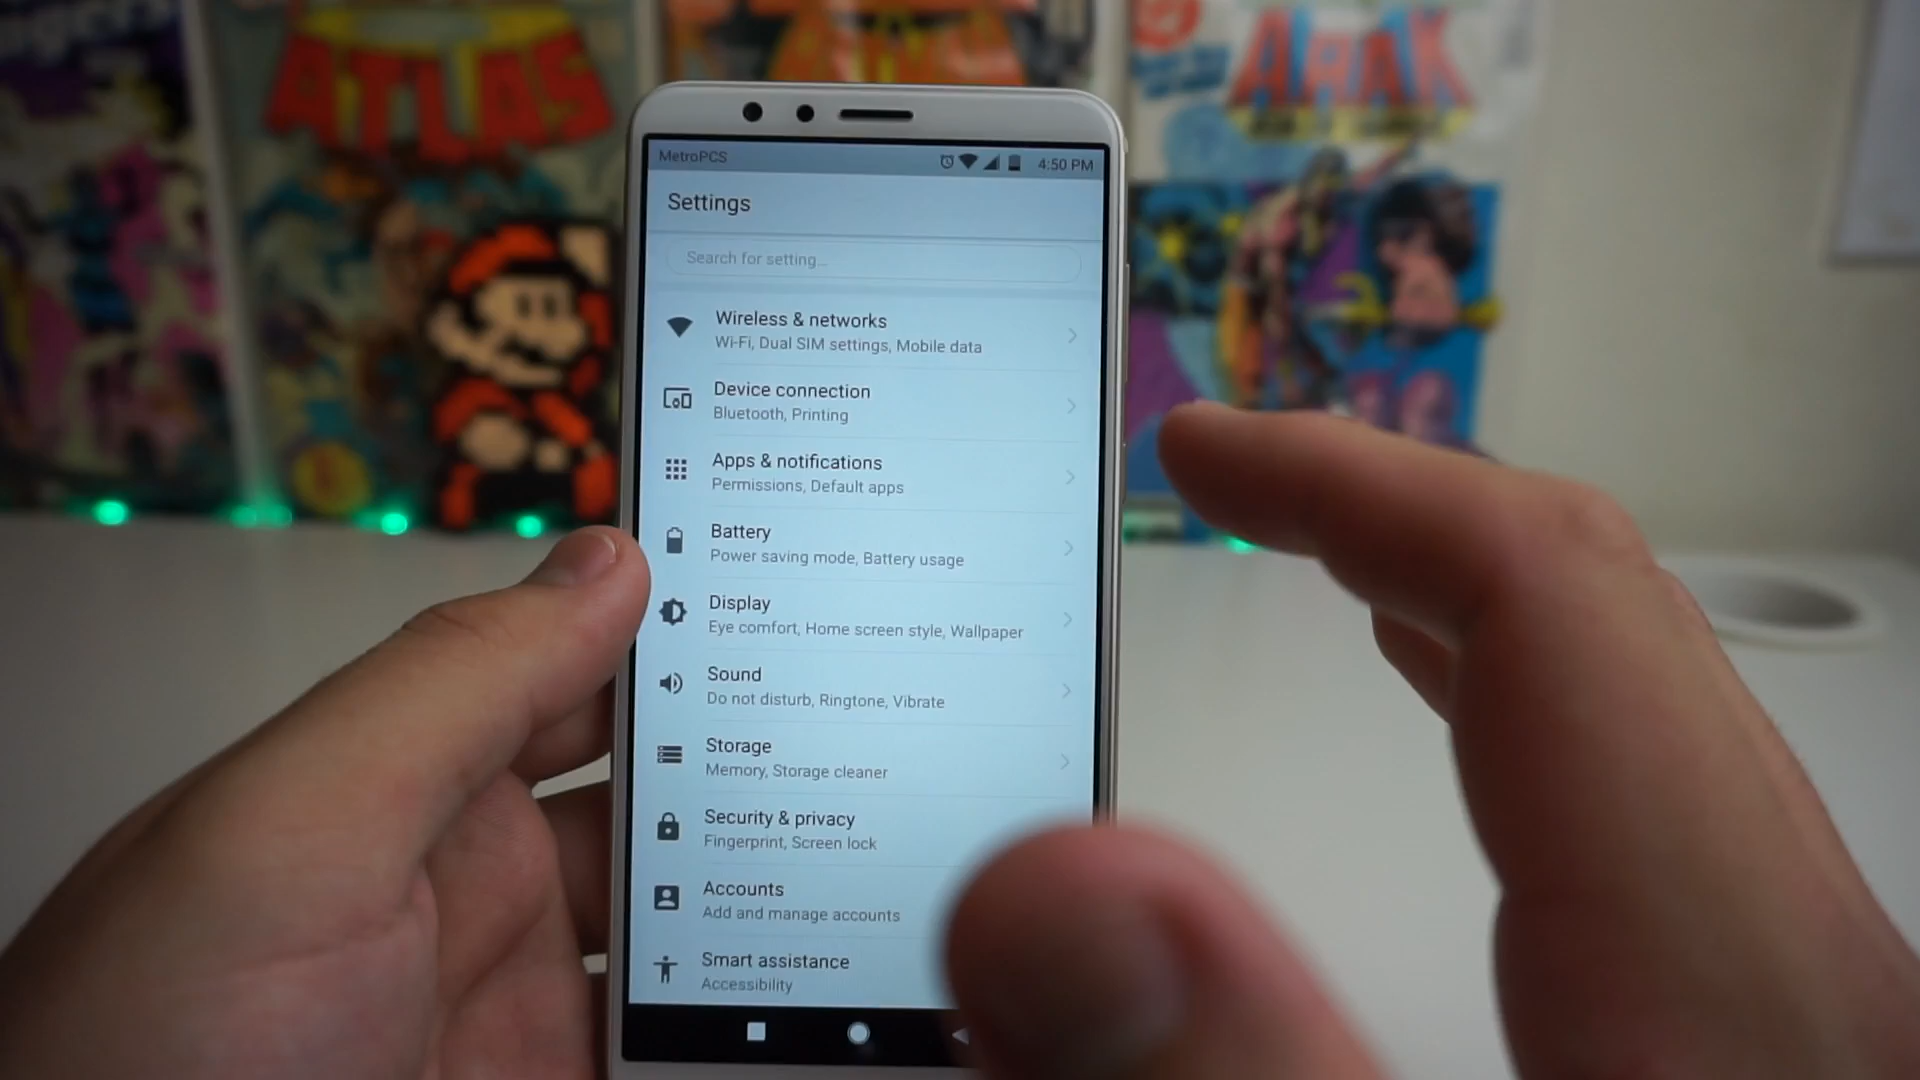 ATLAS
ARAK
MetroPCS
4:50 PM
Settings
Search for setting...
Wireless & networks
Wi-Fi, Dual SIM settings, Mobile data
Device connection
Bluetooth, Printing
Apps & notifications
Permissions, Default apps
Battery
Power saving mode, Battery usage
Display
Eye comfort, Home screen style, Wallpaper
Sound
Do not disturb, Ringtone, Vibrate
Storage
Memory, Storage cleaner
Security & privacy
Fingerprint, Screen lock
Accounts
Add and manage accounts
Smart assistance
Accessibility